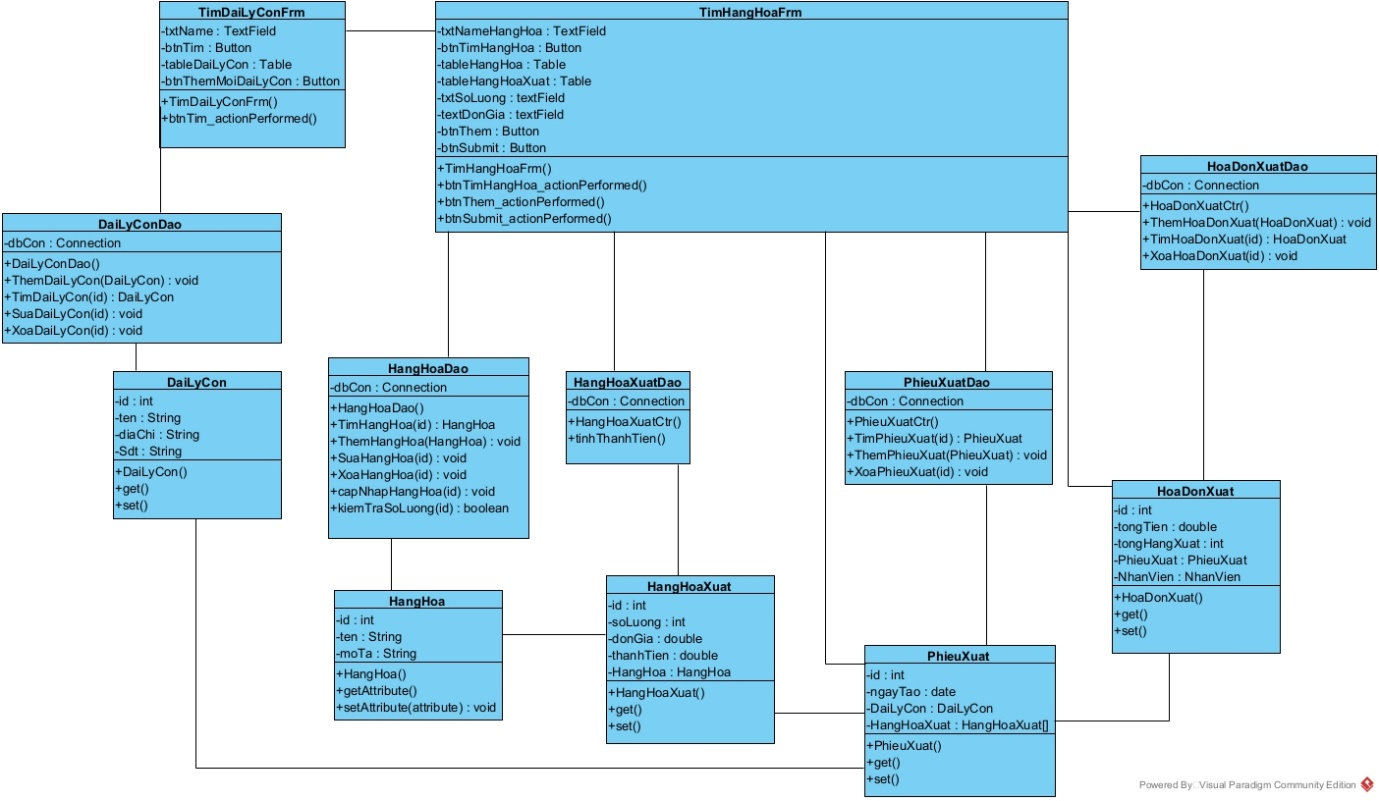 TimDaiLyConFrm
-txtName : TextField
-btnTim : Button
-tableDaiLyCon : Table
-btnThemMoiDaiLyCon : Button
+TimDaiLyConFrm()
+btnTim_actionPerformed()
TimHangHoaFrm
-txtNameHangHoa : TextField
-btnTimHangHoa : Button
-tableHangHoa : Table
-tableHangHoaXuat : Table
-txtSoLuong : textField
-textDonGia : textField
-btnThem : Button
-btnSubmit : Button
+TimHangHoaFrm()
+btnTimHangHoa_actionPerformed()
+btnThem_actionPerformed()
+btnSubmit_actionPerformed()
HoaDonXuatDao
-dbCon : Connection
+HoaDonXuatCtr()
+ThemHoaDonXuat(HoaDonXuat) : void
+TimHoaDonXuat(id) : HoaDonXuat
+XoaHoaDonXuat(id) : void
DaiLyConDao
-dbCon : Connection
+DaiLyConDao()
+ThemDaiLyCon(DaiLyCon) : void
+TimDaiLyCon(id) : DaiLyCon
+SuaDaiLyCon(id) : void
+XoaDaiLyCon(id) : void
DaiLyCon
-id : int
-ten : String
-diaChi : String
-Sdt : String
+DaiLyCon()
+get()
+set()
HangHoaDao
-dbCon : Connection
+HangHoaDao()
+TimHangHoa(id) : HangHoa
+ThemHangHoa(HangHoa) : void
+SuaHangHoa(id) : void
+XoaHangHoa(id) : void
+capNhapHangHoa(id) : void
+kiemTraSoLuong(id) : boolean
HangHoaXuatDao
-dbCon : Connection
+HangHoaXuatCtr()
+tinhThanhTien()
PhieuXuatDao
-dbCon : Connection
+PhieuXuatCtr()
+TimPhieuXuat(id) : PhieuXuat
+ThemPhieuXuat(PhieuXuat) : void
+XoaPhieuXuat(id) : void
HoaDonXuat
-id : int
-tongTien : double
-tongHangXuat : int
-PhieuXuat : PhieuXuat
-NhanVien : NhanVien
+HoaDonXuat()
+get()
+set()
HangHoa
-id : int
-ten : String
-moTa : String
+HangHoa()
+getAttribute()
+setAttribute(attribute) : void
HangHoaXuat
-id : int
-soLuong : int
-donGia : double
-thanhTien : double
-HangHoa : HangHoa
+HangHoaXuat()
+get()
+set()
PhieuXuat
-id : int
-ngayTao : date
-DaiLyCon : DaiLyCon
-HangHoaXuat : HangHoaXuat[]
+PhieuXuat()
+get()
+set()
Powered By Visual Paradigm Community Edition